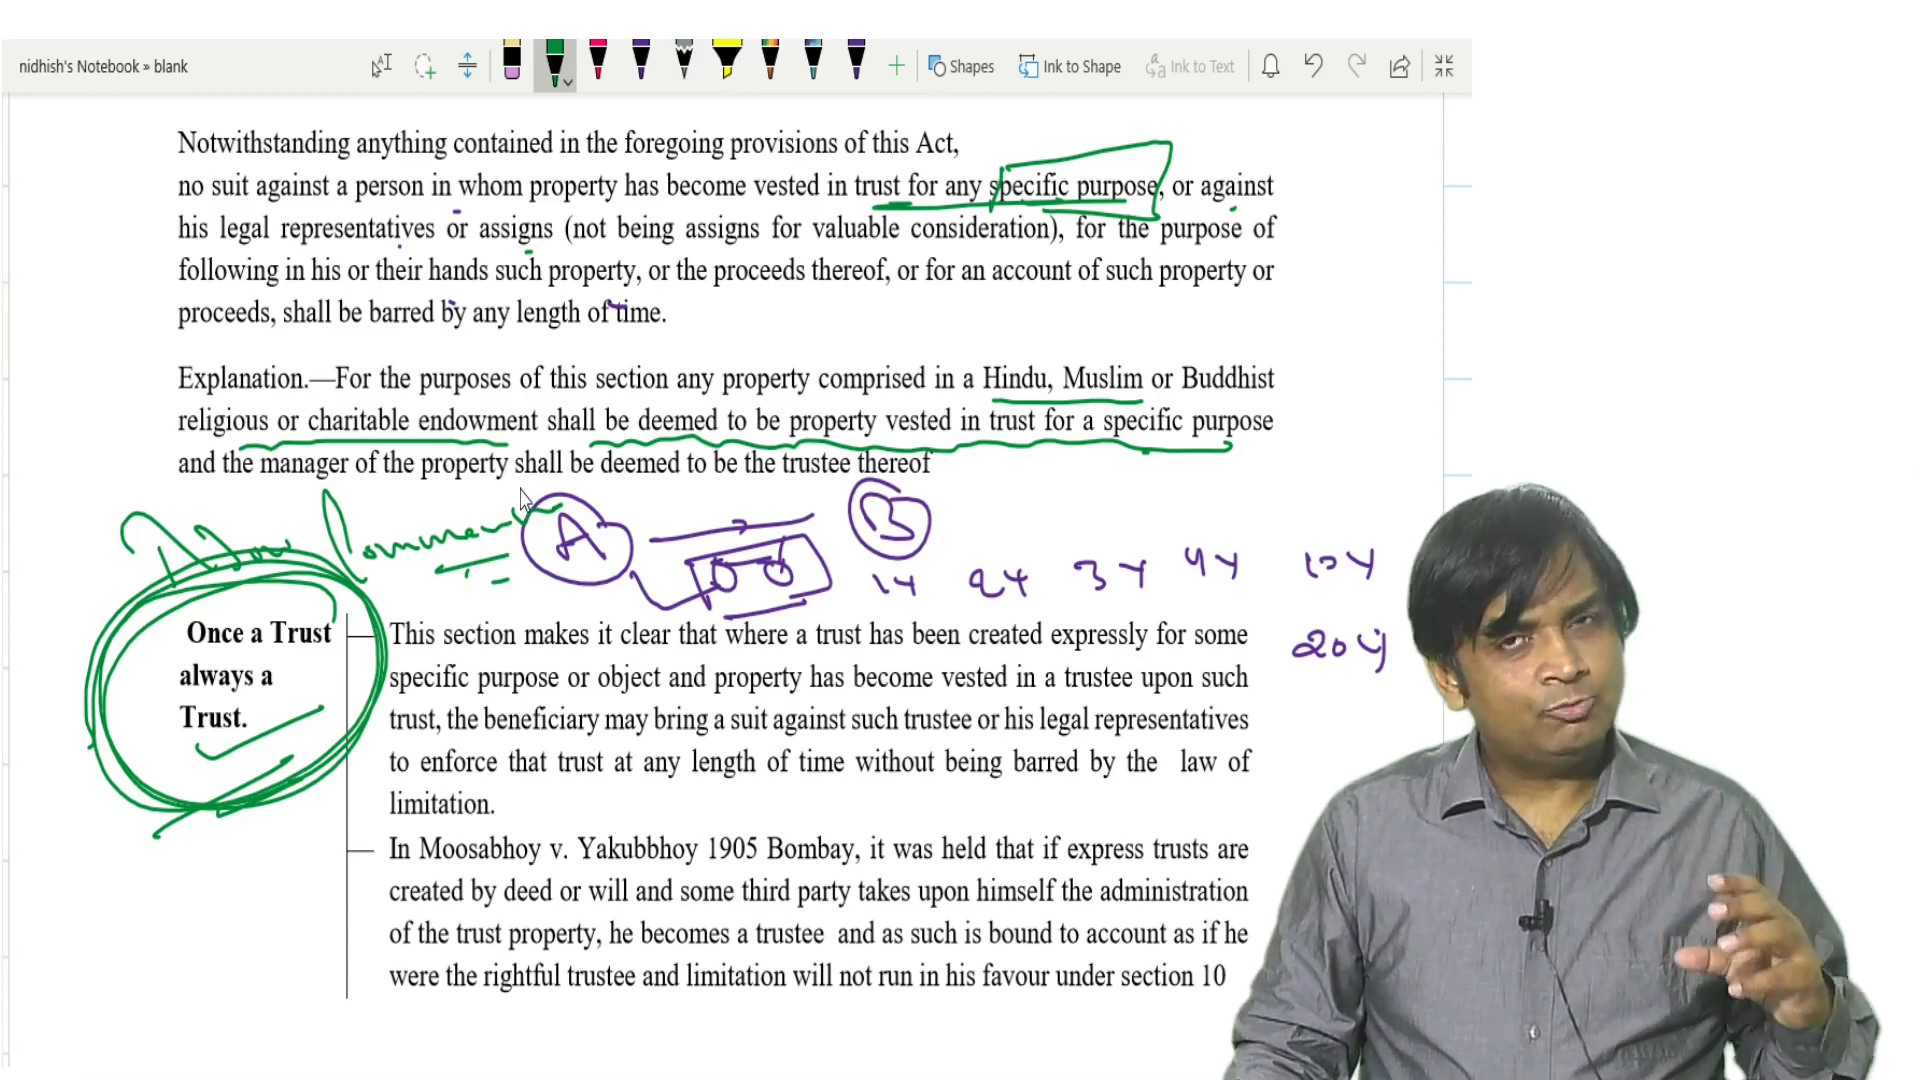 nidhish's Notebook » blank
Shapes
Ink to Shape
Ink to Text
Notwithstanding anything contained in the foregoing provisions of this Act,
no suit against a person in whom property has become vested in trust for any specific purpose, or against
his legal representatives or assigns (not being assigns for valuable consideration), for the purpose of
following in his or their hands such property, or the proceeds thereof, or for an account of such property or
proceeds, shall be barred by any length of time.
Explanation.—For the purposes of this section any property comprised in a Hindu, Muslim or Buddhist
religious or charitable endowment shall be deemed to be property vested in trust for a specific purpose
and the manager of the property shall be deemed to be the trustee thereof
A
B
1Y 2Y 3Y 4Y 10Y
20Y
Once a Trust
always a
Trust.
This section makes it clear that where a trust has been created expressly for some
specific purpose or object and property has become vested in a trustee upon such
trust, the beneficiary may bring a suit against such trustee or his legal representatives
to enforce that trust at any length of time without being barred by the law of
limitation.
In Moosabhoy v. Yakubbhoy 1905 Bombay, it was held that if express trusts are
created by deed or will and some third party takes upon himself the administration
of the trust property, he becomes a trustee and as such is bound to account as if he
were the rightful trustee and limitation will not run in his favour under section 10